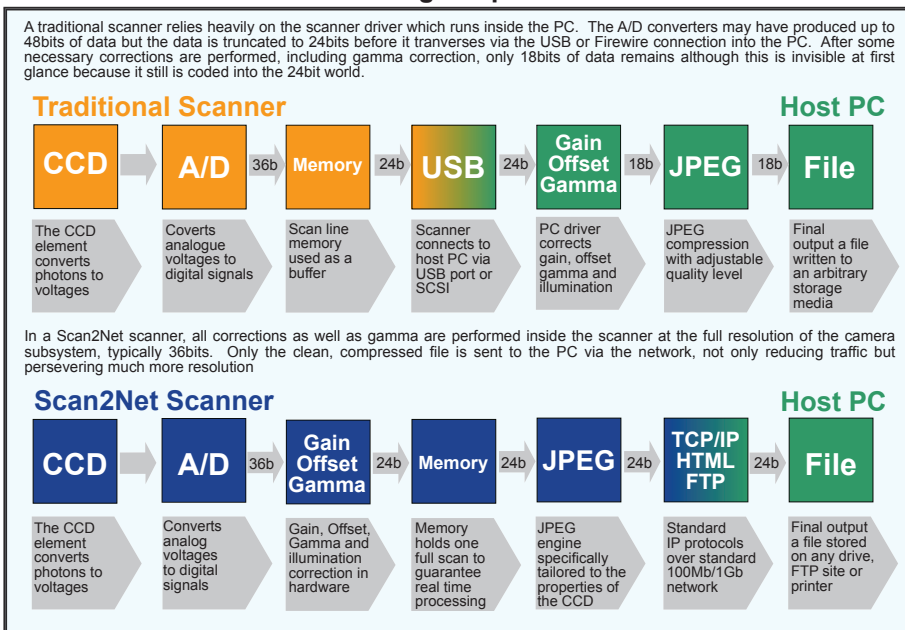 A traditional scanner relies heavily on the scanner driver which runs inside the PC. The A/D converters may have produced up to
48bits of data but the data is truncated to 24bits before it tranverses via the USB or Firewire connection into the PC. After some
necessary corrections are performed, including gamma correction, only 18bits of data remains although this is invisible at first
glance because it still is coded into the 24bit world.
Traditional Scanner
Host PC
CCD
A/D
36b
Memory
24b
USB
24b
Gain
Offset
Gamma
18b
JPEG
18b
File
The CCD
element
converts
photons to
voltages
Coverts
analogue
voltages to
digital signals
Scan line
memory
used as a
buffer
Scanner
connects to
host PC via
USB port or
SCSI
PC driver
corrects
gain, offset
gamma and
illumination
JPEG
compression
with adjustable
quality level
Final
output a file
written to
an arbitrary
storage
media
In a Scan2Net scanner, all corrections as well as gamma are performed inside the scanner at the full resolution of the camera
subsystem, typically 36bits. Only the clean, compressed file is sent to the PC via the network, not only reducing traffic but
persevering much more resolution
Scan2Net Scanner
Host PC
CCD
A/D
36b
Gain
Offset
Gamma
24b
Memory
24b
JPEG
24b
TCP/IP
HTML
FTP
24b
File
The CCD
element
converts
photons to
voltages
Converts
analog
voltages
to digital
signals
Gain, Offset,
Gamma and
illumination
correction in
hardware
Memory
holds one
full scan to
guarantee
real time
processing
JPEG
engine
specifically
tailored to the
properties of
the CCD
Standard
IP protocols
over standard
100Mb/1Gb
network
Final output
a file stored
on any drive,
FTP site or
printer